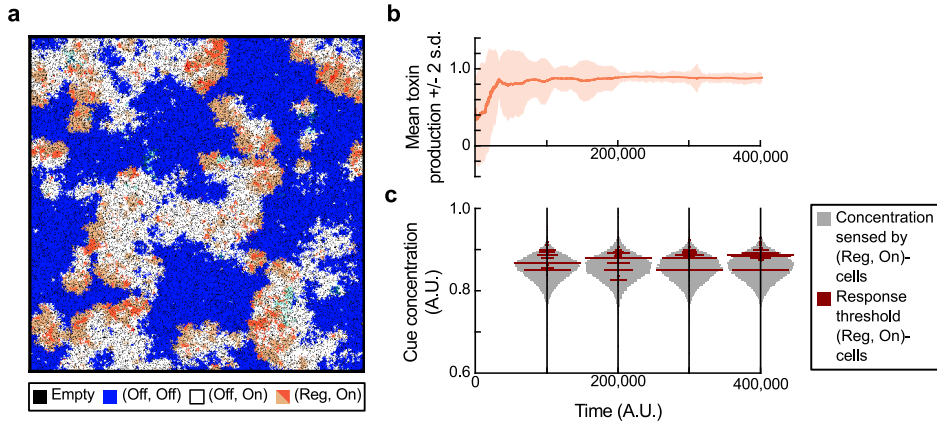 a
Empty (Off, Off) (Off, On) (Reg, On)
b
Mean toxin
production +/- 2 s.d.
1.0
0
200,000
400,000
c
Cue concentration
(A.U.)
1.0
0.8
0.6
0
200,000
400,000
Time (A.U.)
Concentration
sensed by
(Reg, On)-
cells
Response
threshold
(Reg, On)-
cells